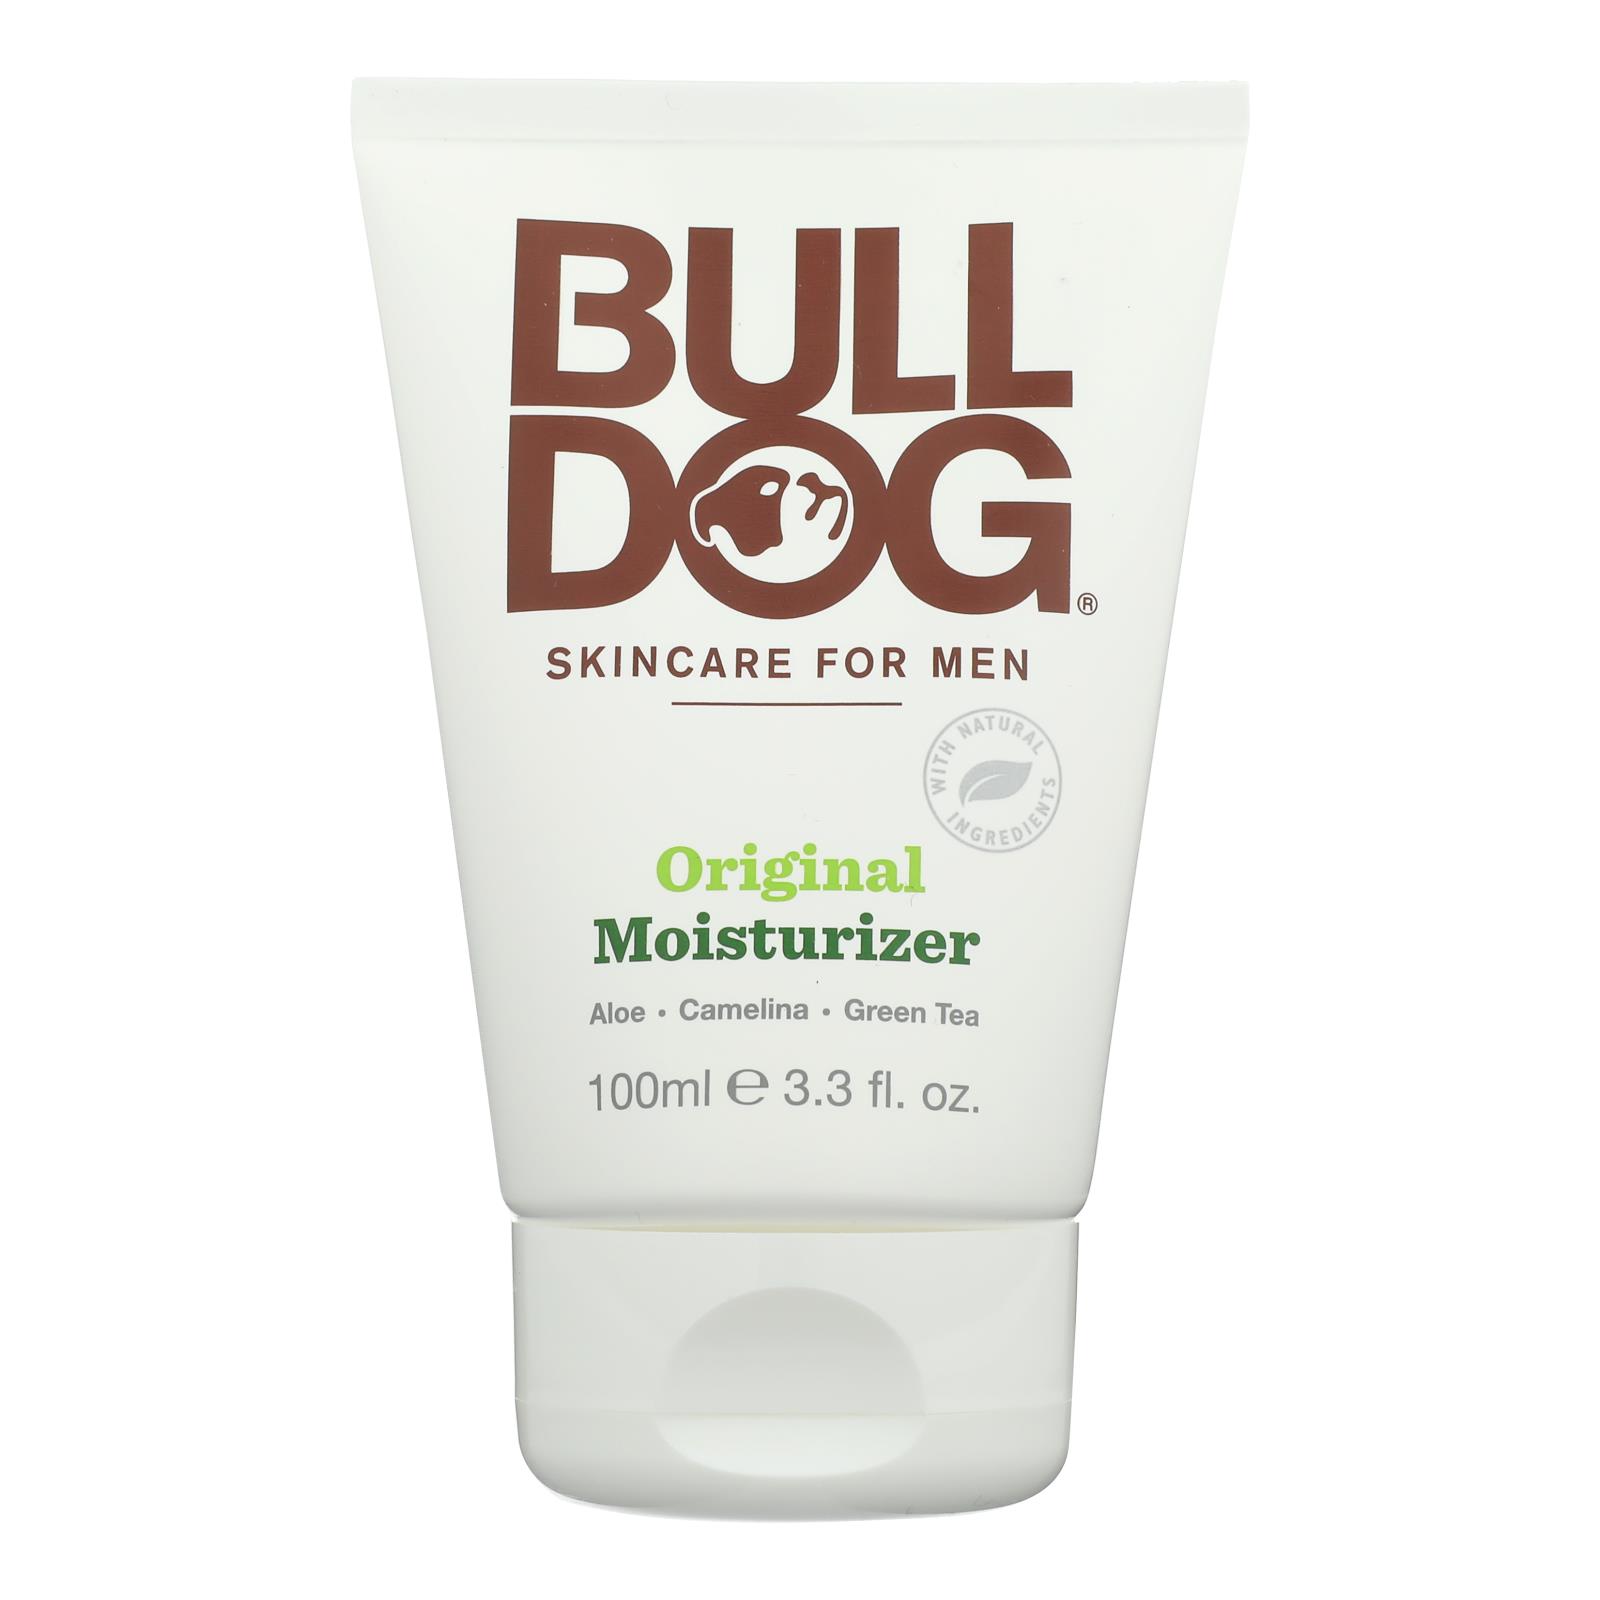 BULL
DOG®
SKINCARE FOR MEN
WITH NATURAL
INGREDIENTS
Original
Moisturizer
Aloe • Camelina • Green Tea
100ml ℮ 3.3 fl. oz.